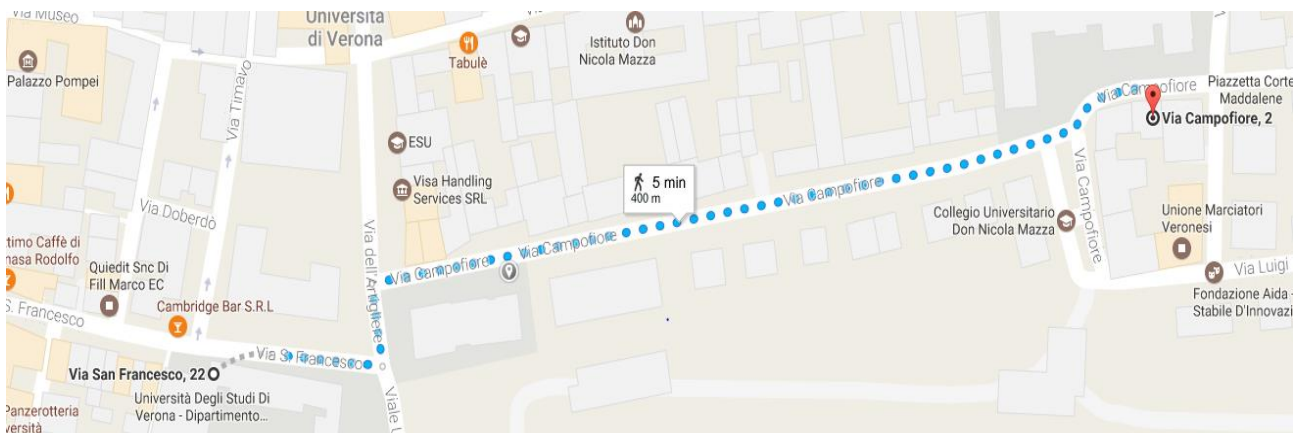 Via Museo
Università
di Verona
Tabulè
Istituto Don
Nicola Mazza
Palazzo Pompei
Via Timavo
Via Campofiore
Piazzetta Corte
Maddalene
Via Campofiore, 2
ESU
Visa Handling
Services SRL
5 min
400 m
Via Campofiore
Via Campofiore
Via Campofiore
Via Campofiore
Via Doberdò
Via dell'Artigliere
Collegio Universitario
Don Nicola Mazza
Unione Marciatori
Veronesi
ttimo Caffè di
nasa Rodolfo
Quiedit Snc Di
Fill Marco EC
Via Luigi
Cambridge Bar S.R.L
Fondazione Aida -
Stabile D'Innovazi
S. Francesco
Via S. Francesco
Via San Francesco, 22
Università Degli Studi Di
Verona - Dipartimento...
Viale
Panzerotteria
versità